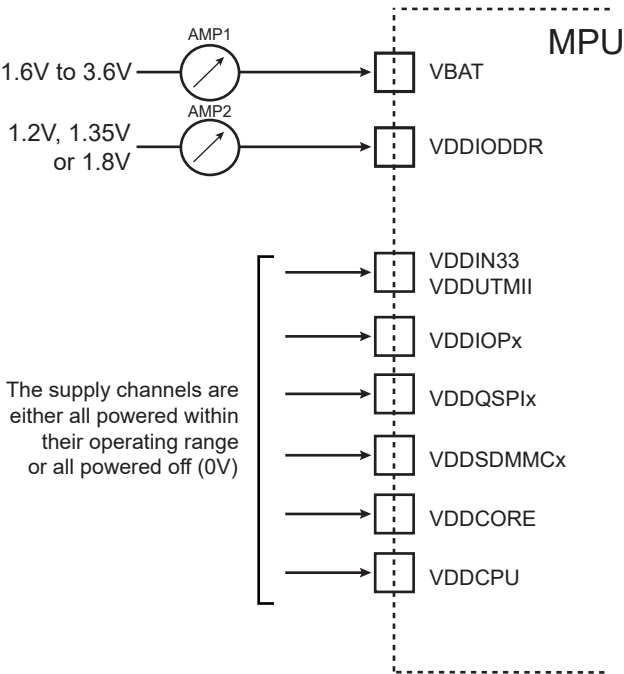 MPU
AMP1
1.6V to 3.6V
VBAT
AMP2
1.2V, 1.35V
or 1.8V
VDDIODDR
VDDIN33
VDDUTMII
VDDIOPx
VDDQSPIx
The supply channels are
either all powered within
their operating range
or all powered off (0V)
VDDSDMMCx
VDDCORE
VDDCPU